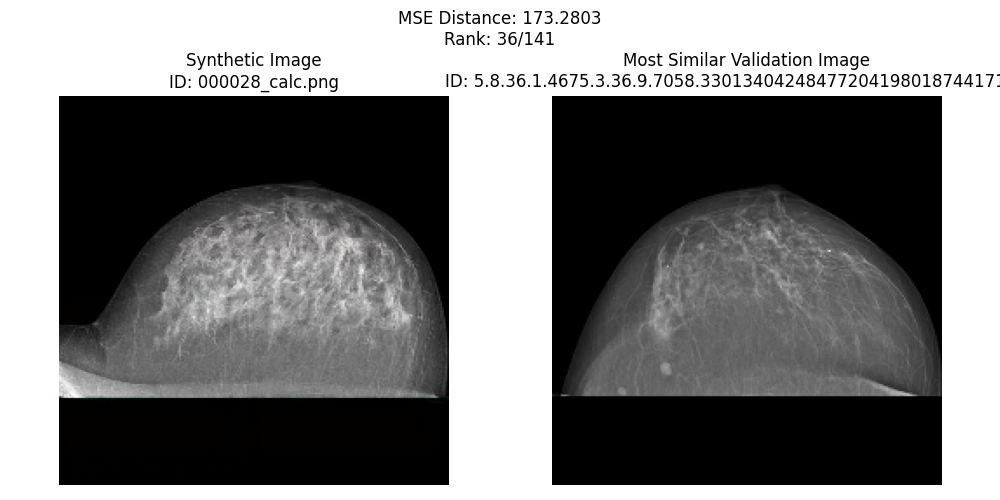 MSE Distance: 173.2803
Rank: 36/141
Synthetic Image
ID: 000028_calc.png
Most Similar Validation Image
ID: 5.8.36.1.4675.3.36.9.7058.33013404248477204198018744171